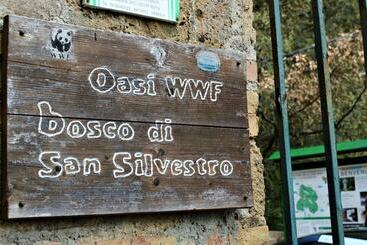 WWF
Oasi WWF
bosco di
San Silvestro